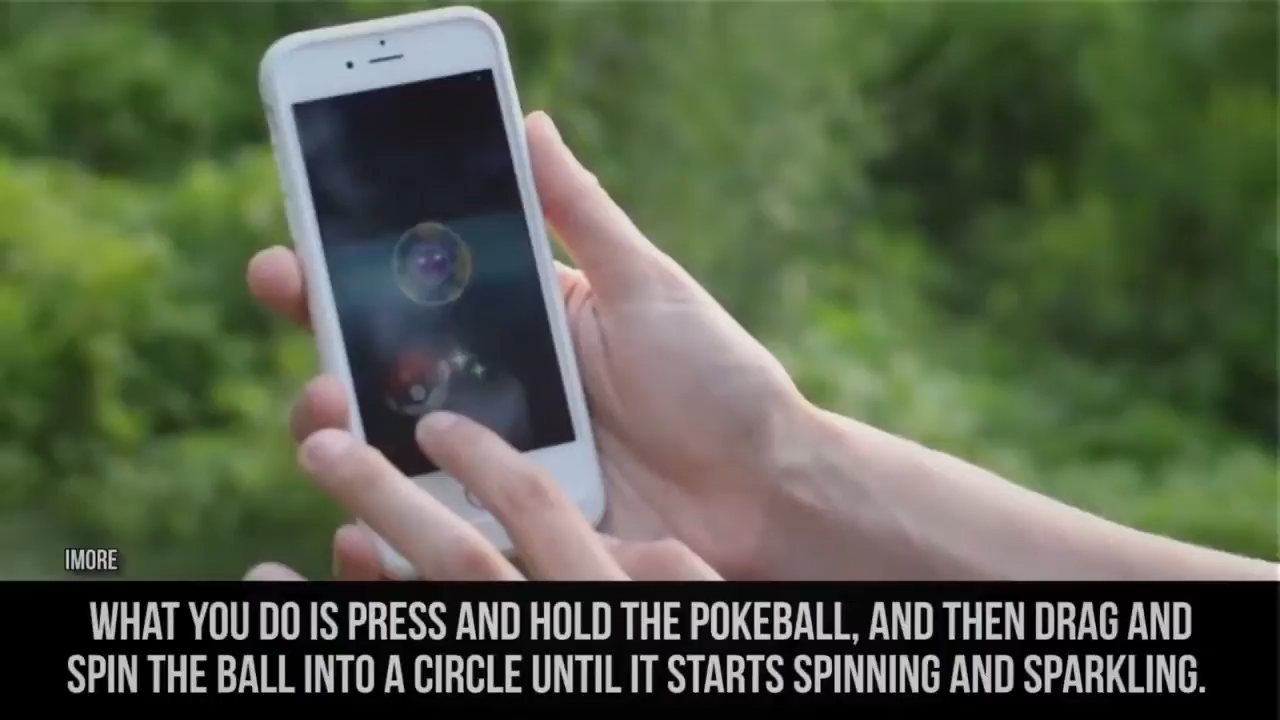 IMORE
WHAT YOU DO IS PRESS AND HOLD THE POKEBALL, AND THEN DRAG AND
SPIN THE BALL INTO A CIRCLE UNTIL IT STARTS SPINNING AND SPARKLING.